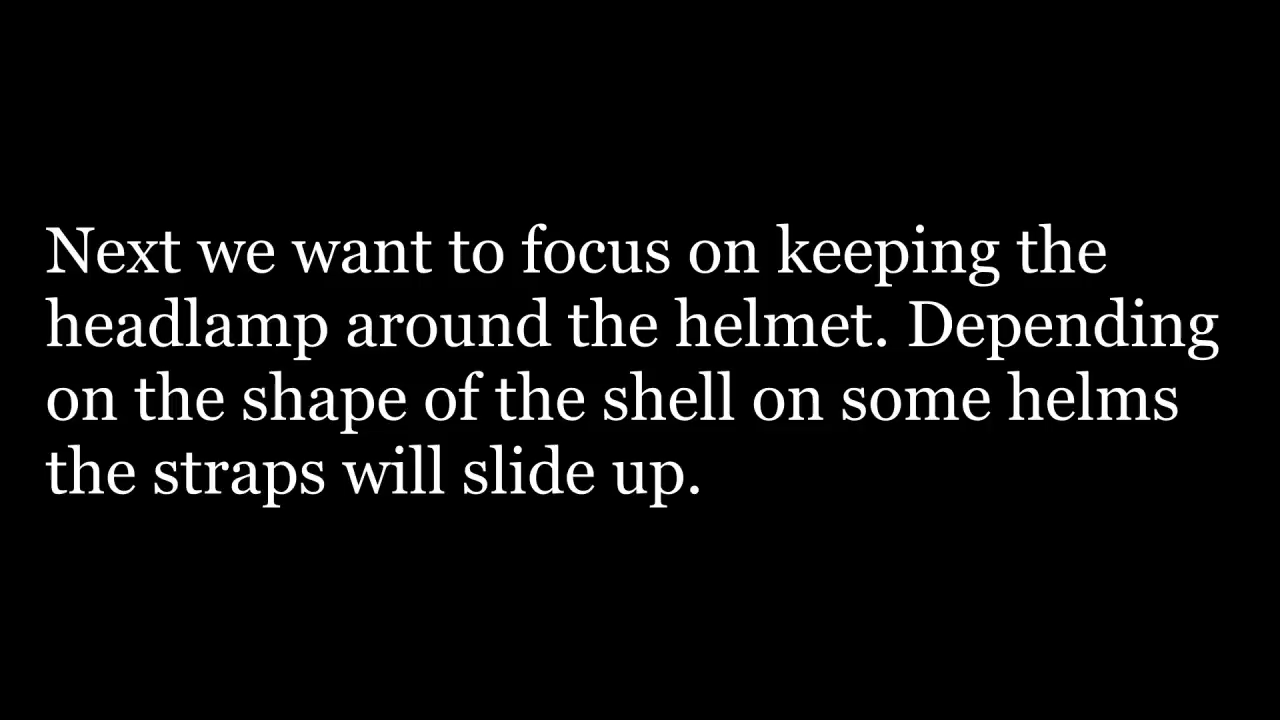 Next we want to focus on keeping the
headlamp around the helmet. Depending
on the shape of the shell on some helms
the straps will slide up.